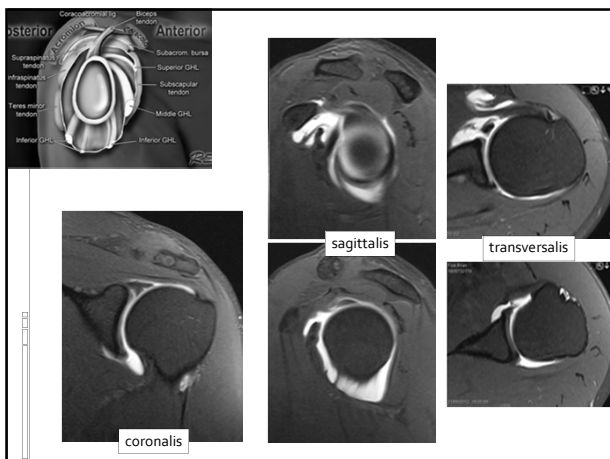 Coracoacromial lig
Biceps
tendon
osterior
Anterior
Acromion
Subacrom. bursa
Supraspinatus
tendon
Superior GHL
nfraspinatus
tendon
Subscapular
tendon
Teres minor
tendon
Middle GHL
Inferior GHL
Inferior GHL
sagittalis
transversalis
coronalis